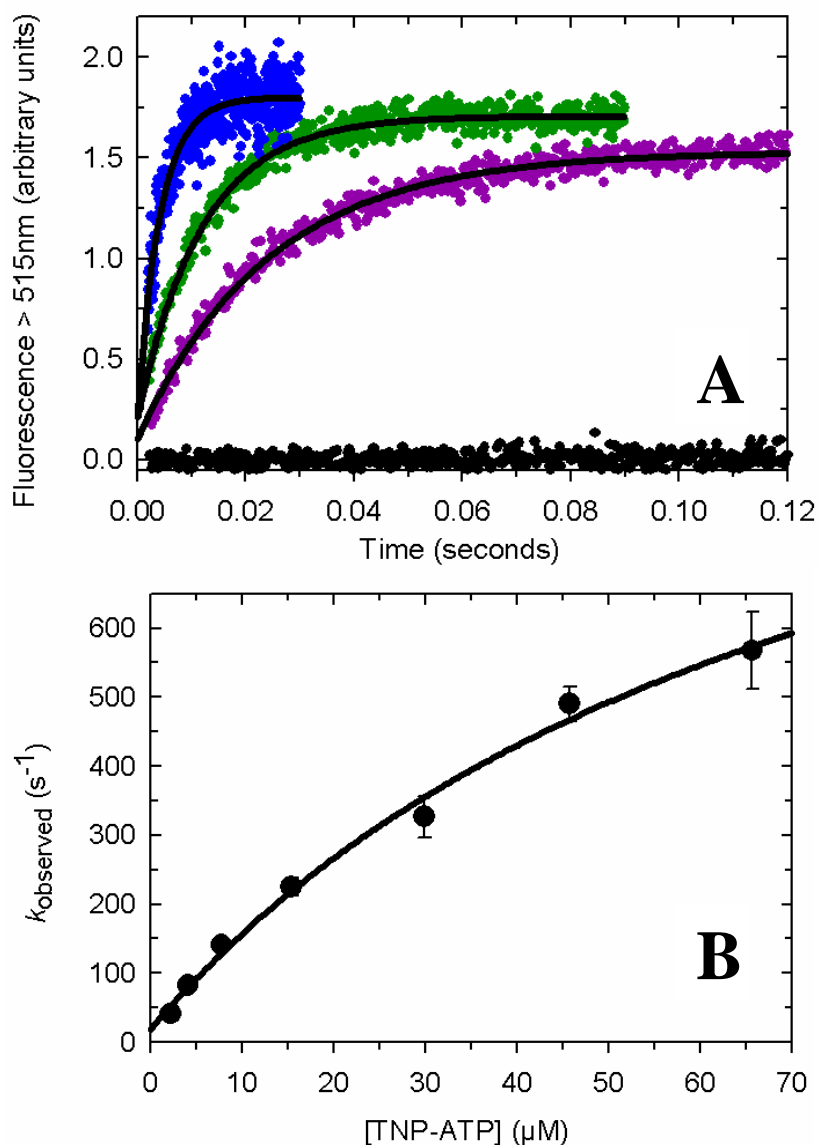 2.0
1.5
1.0
0.5
0.0
Fluorescence > 515nm (arbitrary units)
A
0.00 0.02 0.04 0.06 0.08 0.10 0.12
Time (seconds)
600
500
400
300
200
100
0
kobserved (s-1)
B
0 10 20 30 40 50 60 70
[TNP-ATP] (µM)